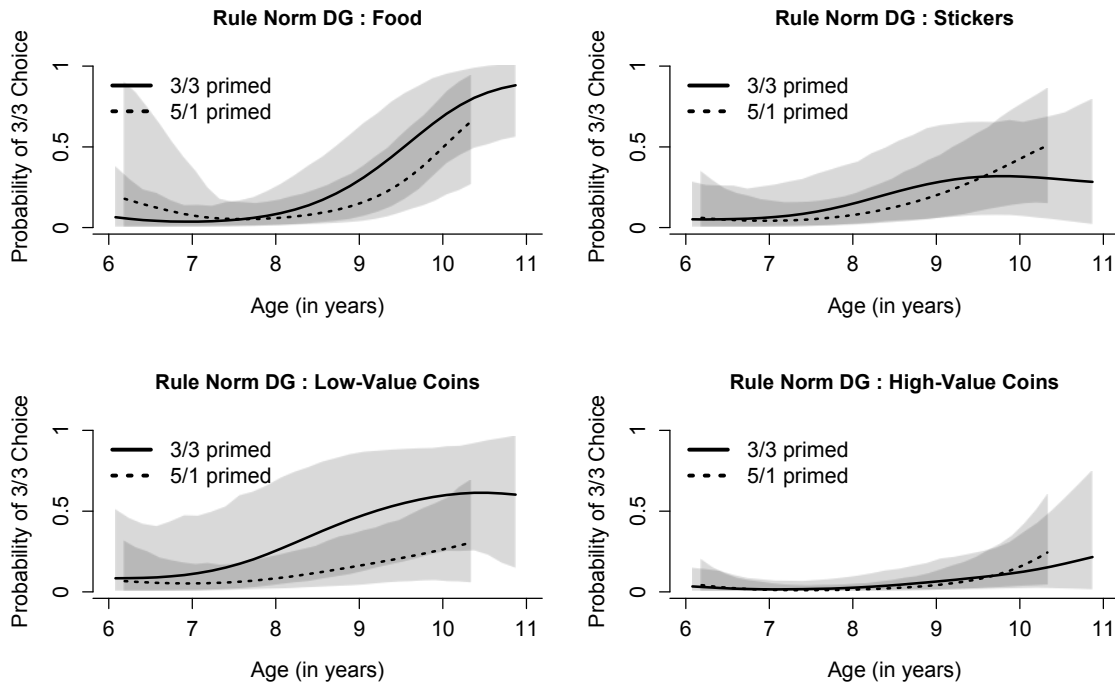 Rule Norm DG : Food
Probability of 3/3 Choice
1
0.5
0
3/3 primed
5/1 primed
6 7 8 9 10 11
Age (in years)
Rule Norm DG : Stickers
Probability of 3/3 Choice
1
0.5
0
3/3 primed
5/1 primed
6 7 8 9 10 11
Age (in years)
Rule Norm DG : Low-Value Coins
Probability of 3/3 Choice
1
0.5
0
3/3 primed
5/1 primed
6 7 8 9 10 11
Age (in years)
Rule Norm DG : High-Value Coins
Probability of 3/3 Choice
1
0.5
0
3/3 primed
5/1 primed
6 7 8 9 10 11
Age (in years)